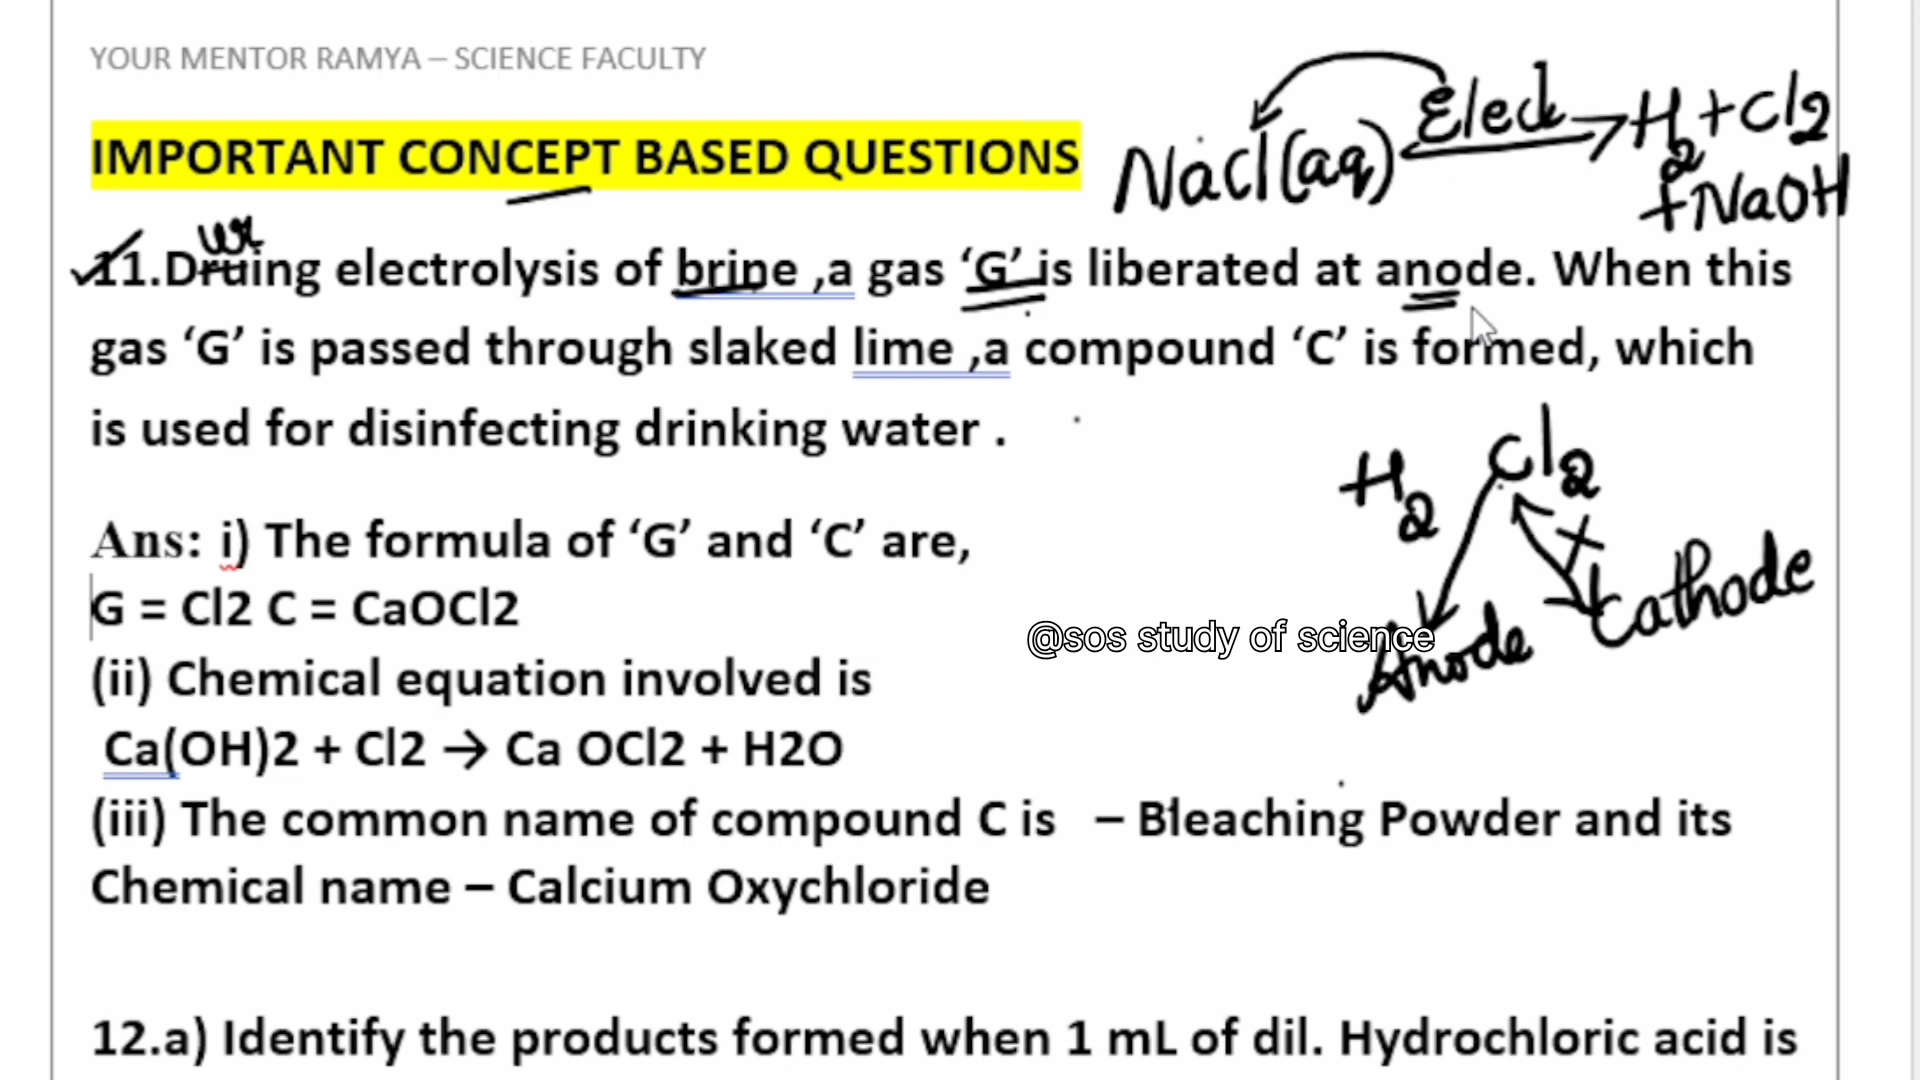 YOUR MENTOR RAMYA – SCIENCE FACULTY
IMPORTANT CONCEPT BASED QUESTIONS
NaCl(aq) Elect → H2 + Cl2
+ NaOH
ur
11.Druing electrolysis of brine ,a gas ‘G’ is liberated at anode. When this
gas ‘G’ is passed through slaked lime ,a compound ‘C’ is formed, which
is used for disinfecting drinking water .
H2 Cl2
Anode Cathode
Ans: i) The formula of ‘G’ and ‘C’ are,
G = Cl2 C = CaOCl2
@sos study of science
(ii) Chemical equation involved is
Ca(OH)2 + Cl2 → Ca OCl2 + H2O
(iii) The common name of compound C is – Bleaching Powder and its
Chemical name – Calcium Oxychloride
12.a) Identify the products formed when 1 mL of dil. Hydrochloric acid is